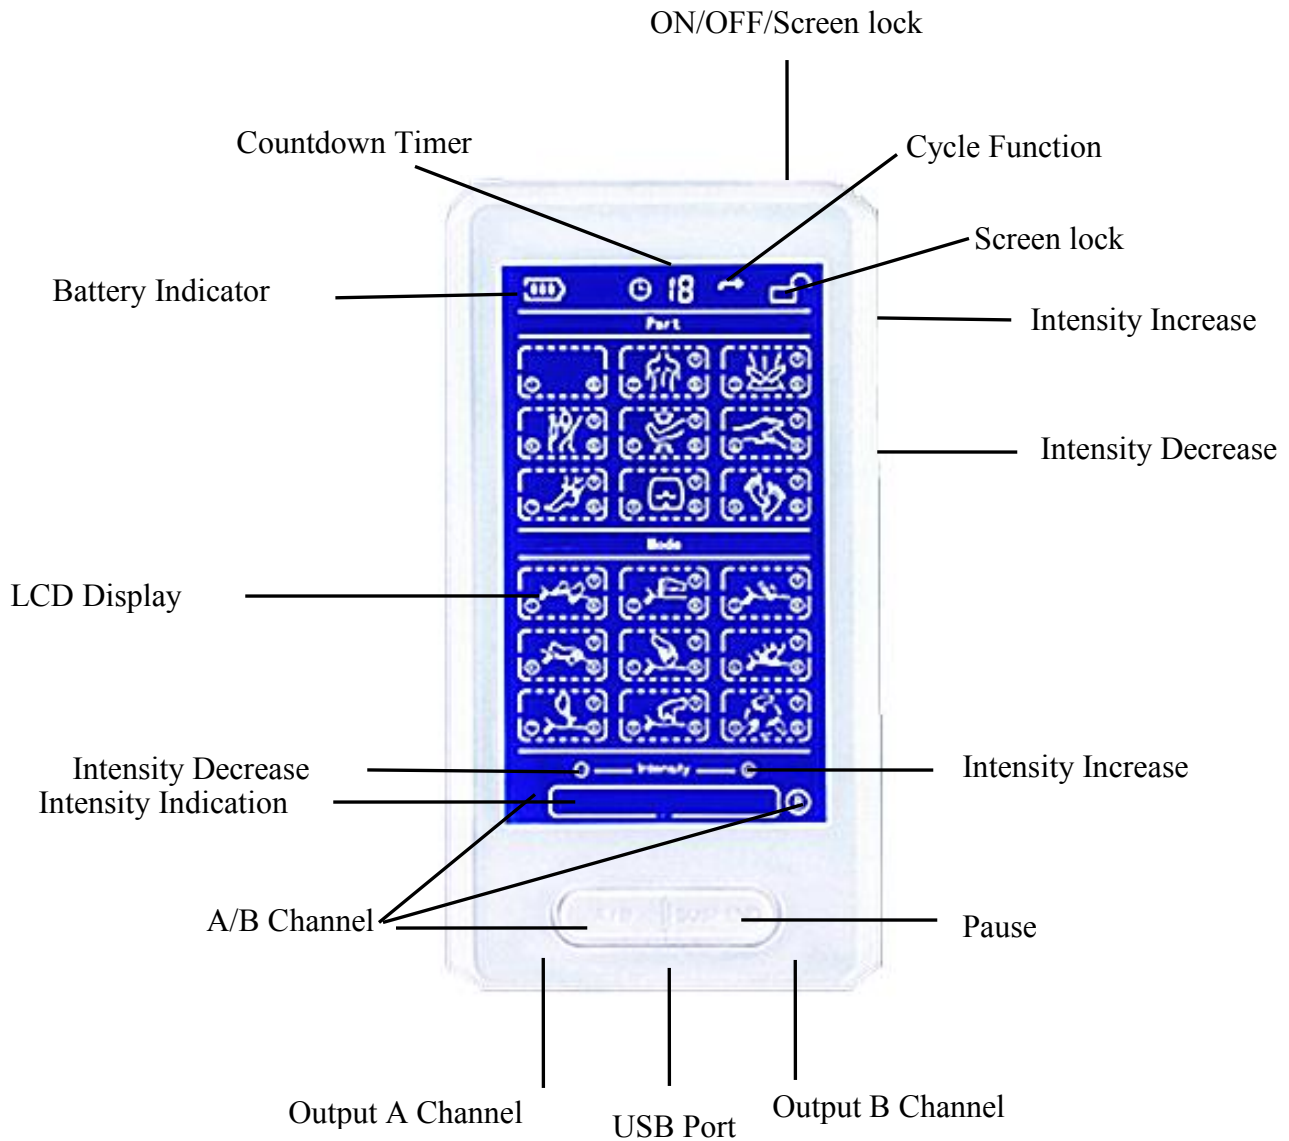 ON/OFF/Screen lock
Countdown Timer
Cycle Function
Screen lock
Battery Indicator
18
Intensity Increase
Part
Intensity Decrease
Mode
LCD Display
Intensity Decrease
Intensity
Intensity Increase
Intensity Indication
A/B Channel
Pause
Output A Channel
USB Port
Output B Channel